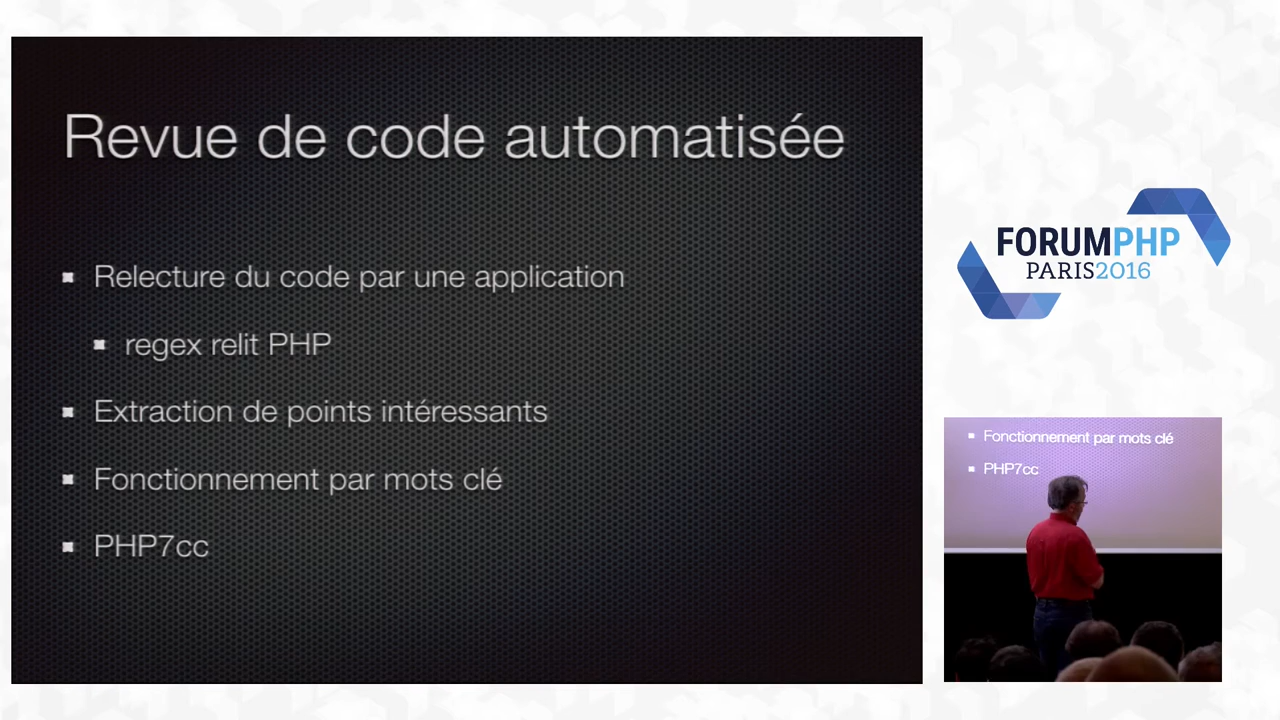 Revue de code automatisée
Relecture du code par une application
regex relit PHP
Extraction de points intéressants
Fonctionnement par mots clé
PHP7cc
FORUMPHP
PARIS2016
Fonctionnement par mots clé
PHP7cc